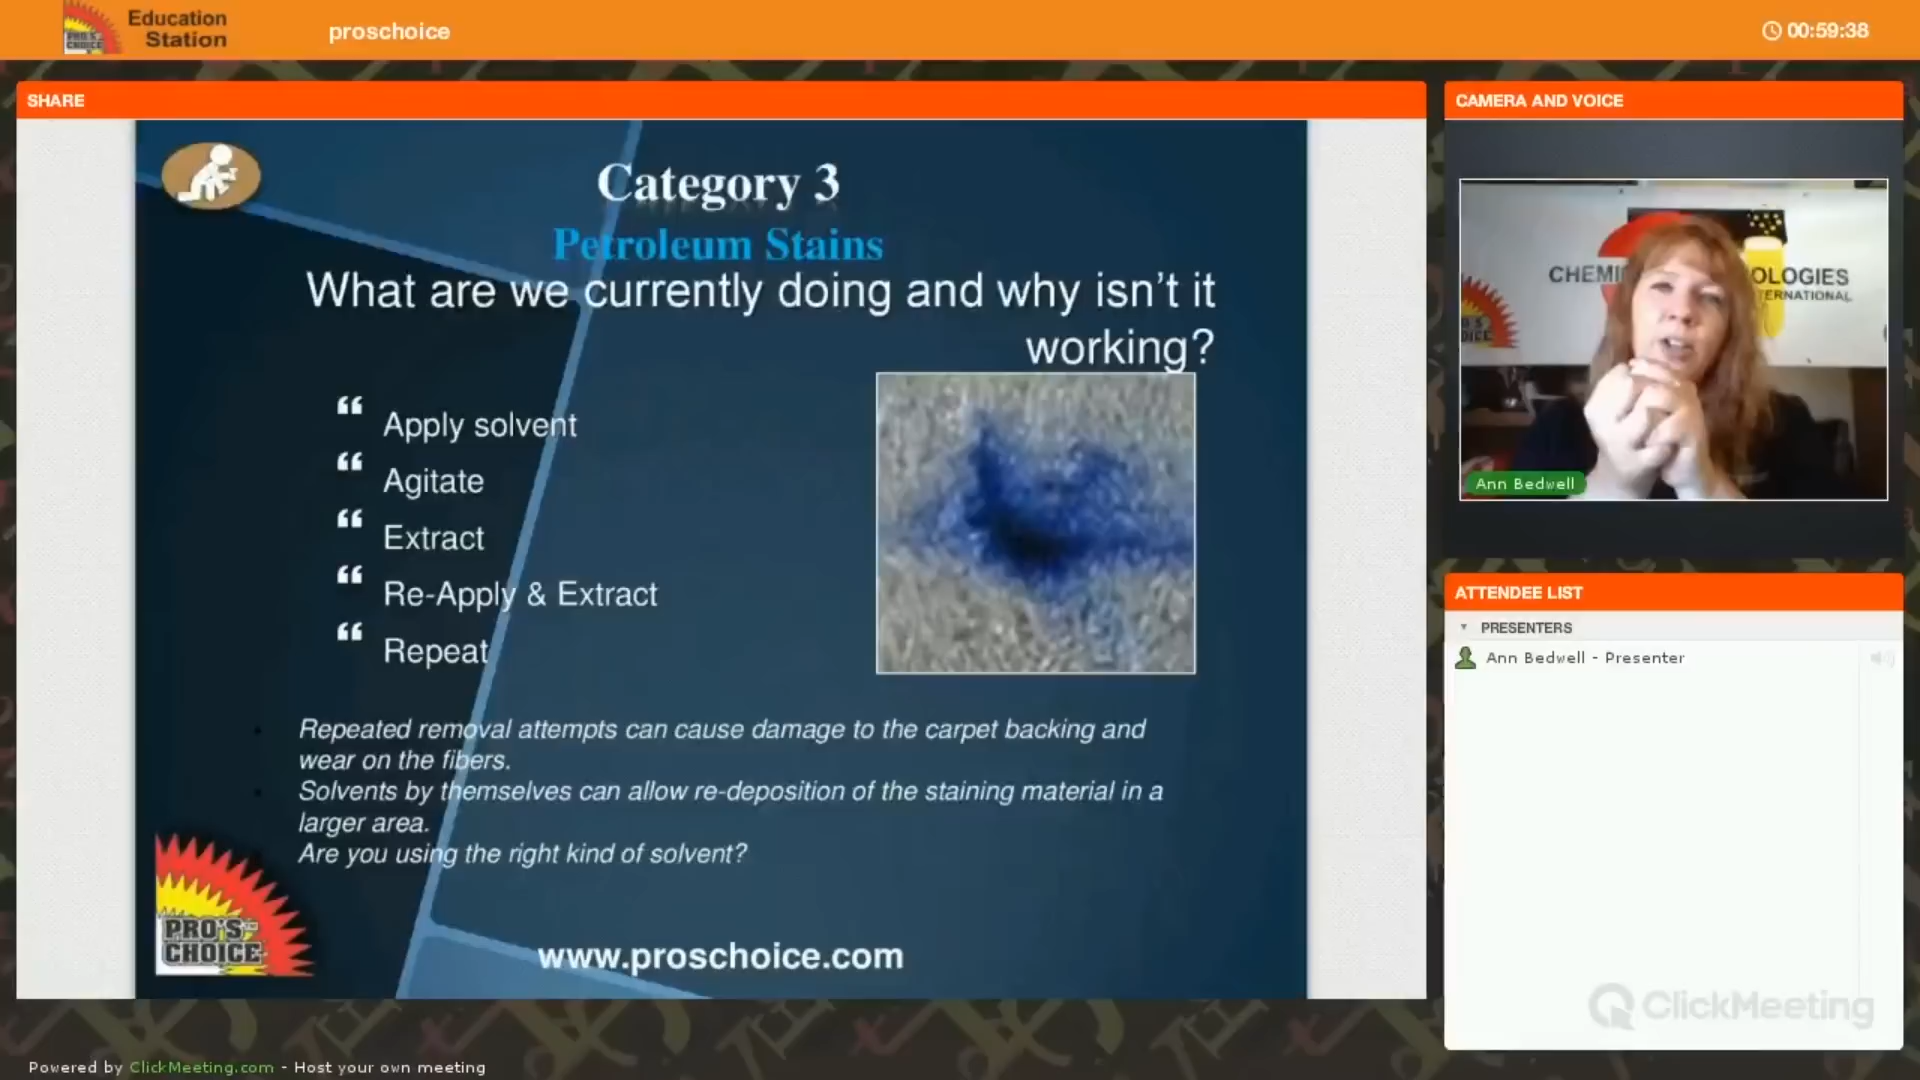 PRO'S CHOICE
Education
Station
proschoice
00:59:38
SHARE
Category 3
Petroleum Stains
What are we currently doing and why isn't it
working?
“ Apply solvent
“ Agitate
“ Extract
“ Re-Apply & Extract
“ Repeat
Repeated removal attempts can cause damage to the carpet backing and
wear on the fibers.
Solvents by themselves can allow re-deposition of the staining material in a
larger area.
Are you using the right kind of solvent?
PRO'S
CHOICE
www.proschoice.com
CAMERA AND VOICE
CHEMI OLOGIES
ERNATIONAL
Ann Bedwell
ATTENDEE LIST
PRESENTERS
Ann Bedwell - Presenter
ClickMeeting
Powered by ClickMeeting.com - Host your own meeting